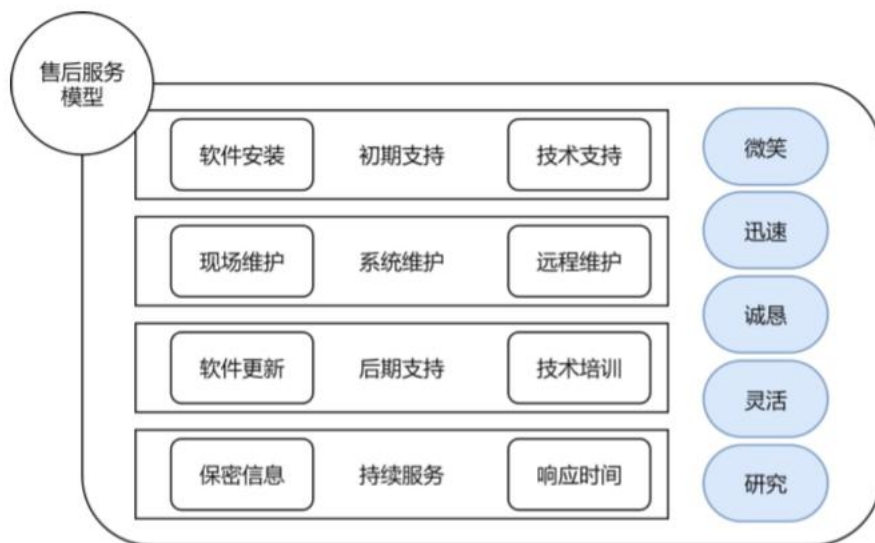 售后服务
模型
软件安装 初期支持 技术支持
微笑
现场维护 系统维护 远程维护
迅速
诚恳
软件更新 后期支持 技术培训
灵活
保密信息 持续服务 响应时间
研究